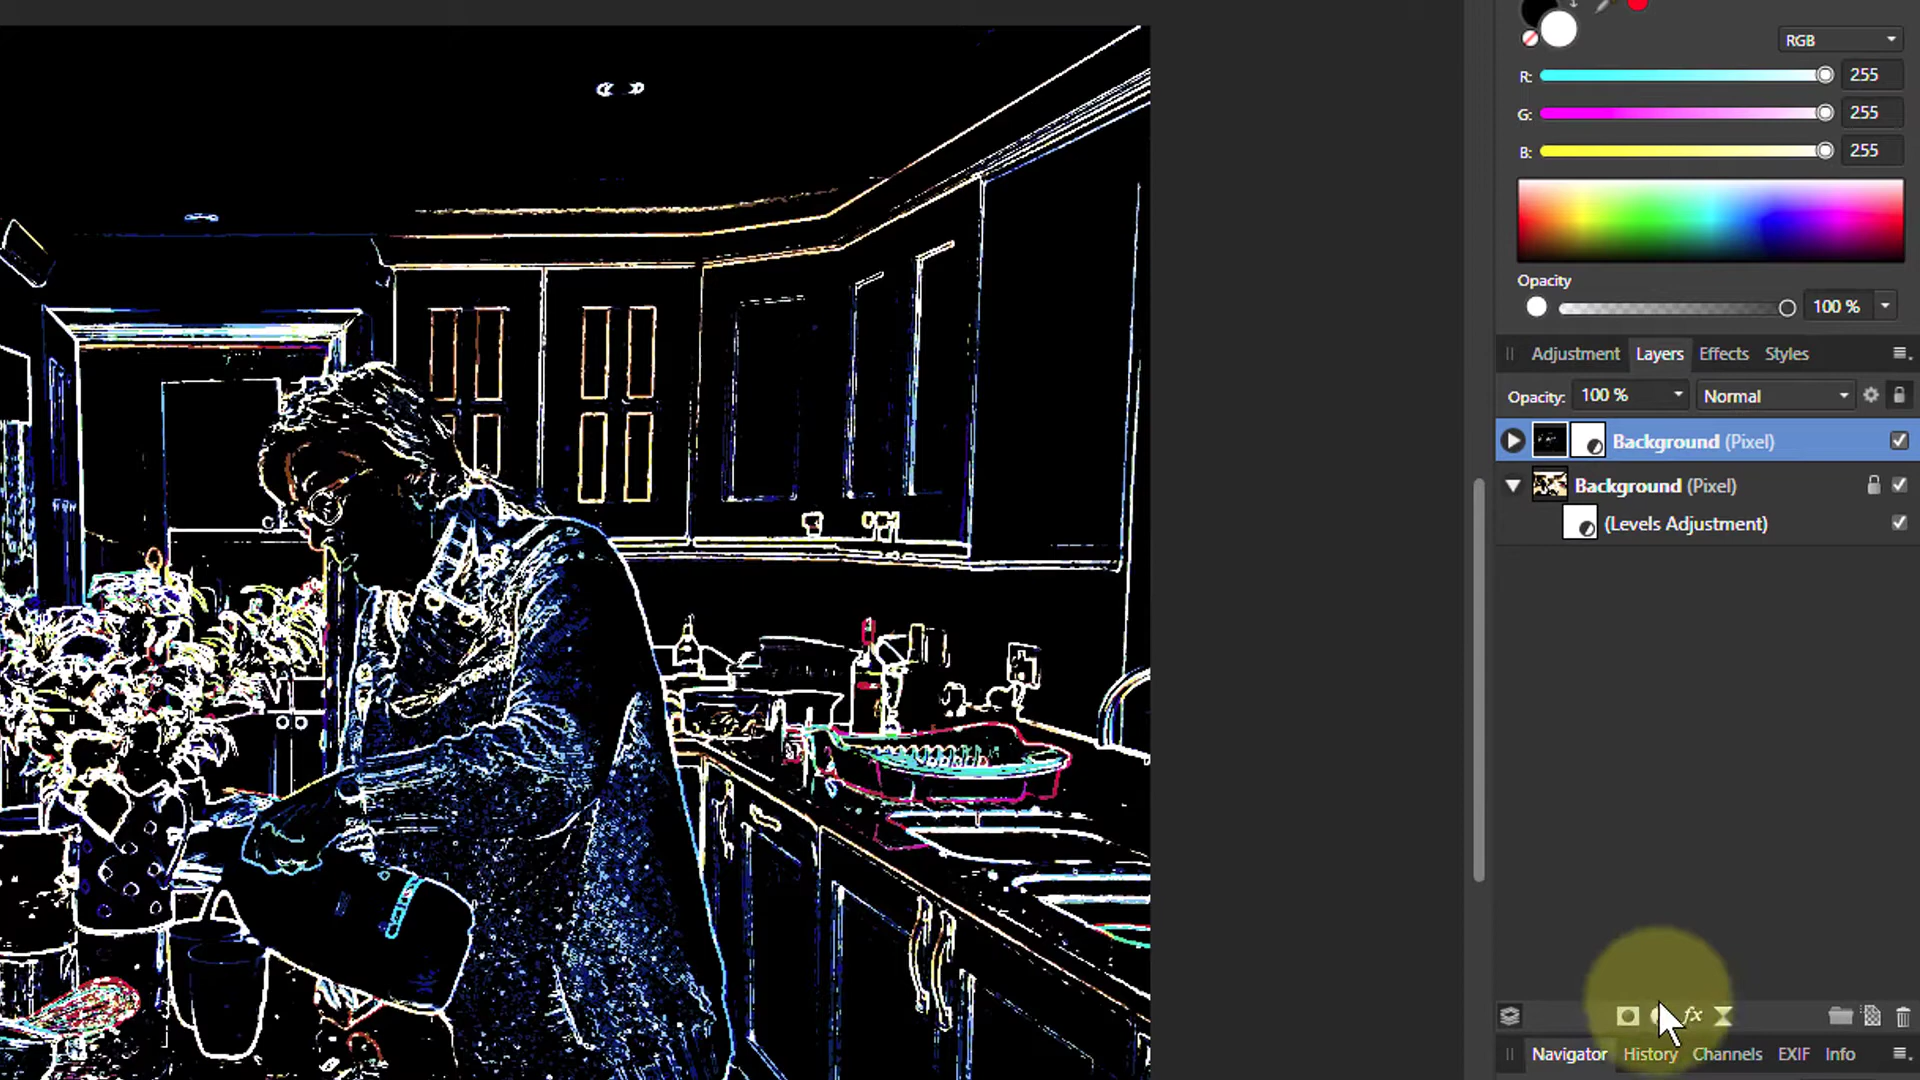 RGB
R: 255
G: 255
B: 255
Opacity
100 %
Adjustment Layers Effects Styles
Opacity: 100 % Normal
Background (Pixel)
Background (Pixel)
(Levels Adjustment)
fx
Navigator History Channels EXIF Info